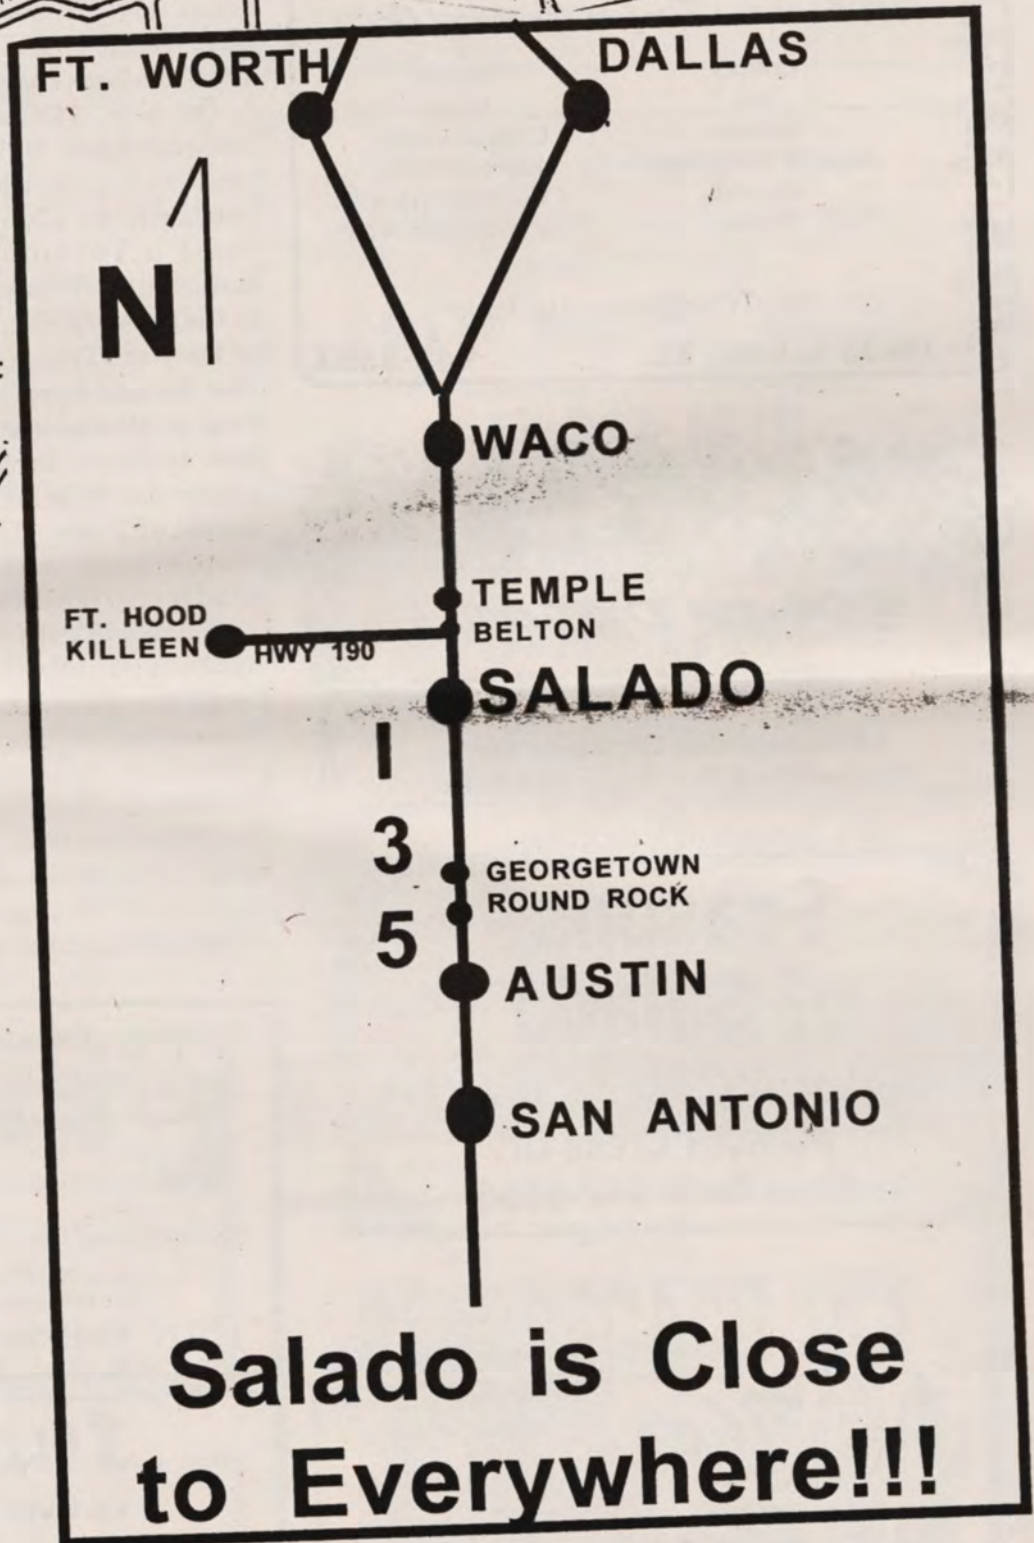 FT. WORTH
DALLAS
N
WACO
TEMPLE
FT. HOOD
KILLEEN
HWY 190
BELTON
SALADO
I
3
5
GEORGETOWN
ROUND ROCK
AUSTIN
SAN ANTONIO
Salado is Close
to Everywhere!!!